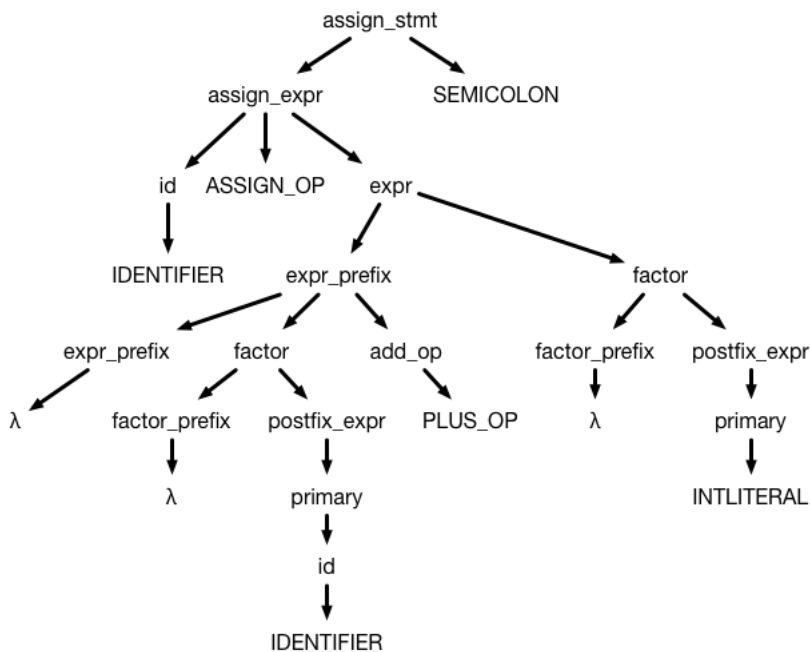 assign_stmt
assign_expr SEMICOLON
id ASSIGN_OP expr
IDENTIFIER expr_prefix factor
expr_prefix factor add_op factor_prefix postfix_expr
λ factor_prefix postfix_expr PLUS_OP λ primary
λ primary INTLITERAL
id
IDENTIFIER